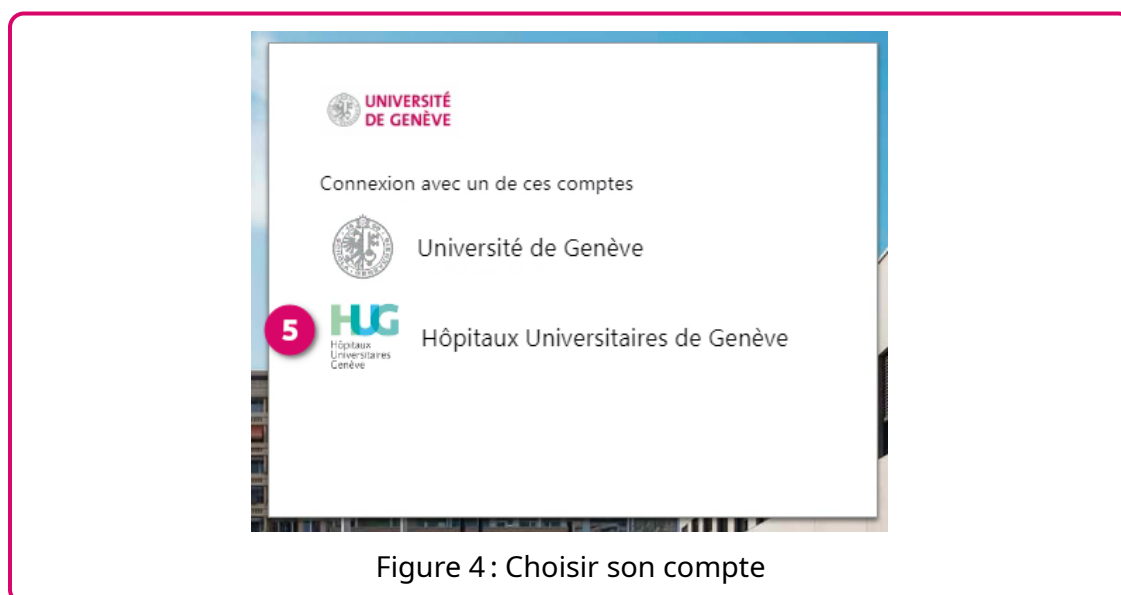 UNIVERSITÉ
DE GENÈVE
Connexion avec un de ces comptes
Université de Genève
5
HUG
Hôpitaux
Universitaires
Genève
Hôpitaux Universitaires de Genève
Figure 4 : Choisir son compte